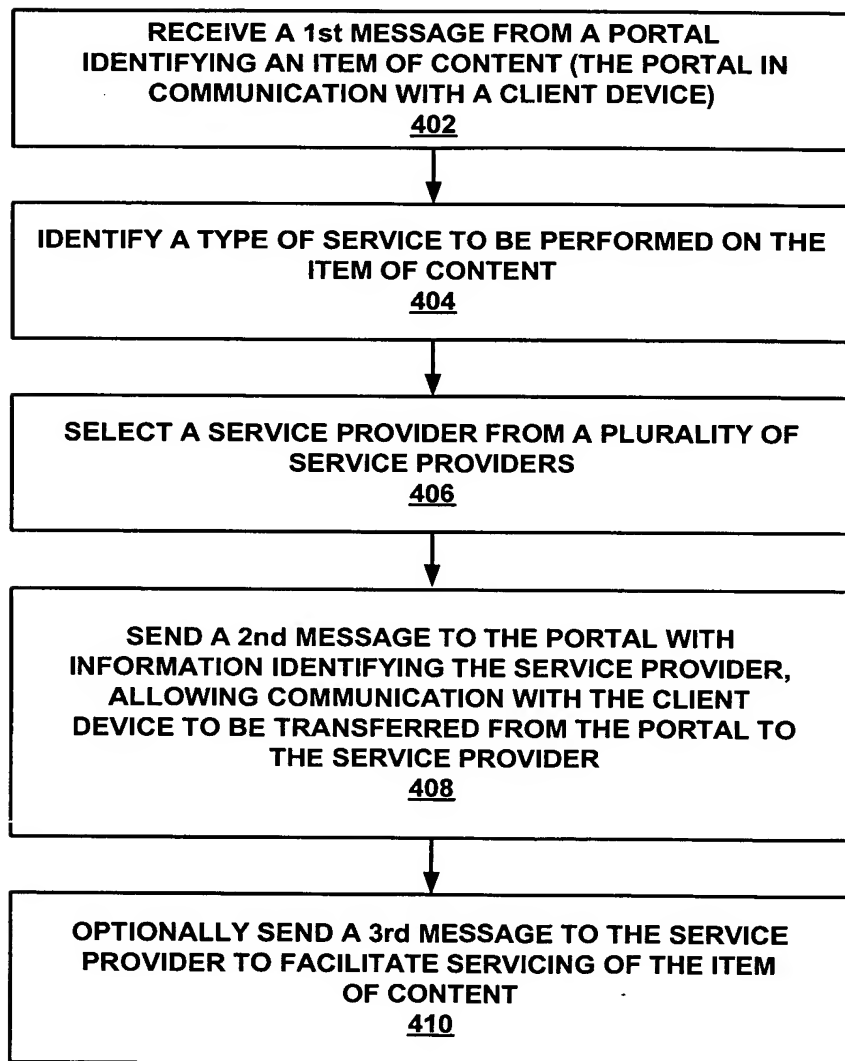 RECEIVE A 1st MESSAGE FROM A PORTAL
IDENTIFYING AN ITEM OF CONTENT (THE PORTAL IN
COMMUNICATION WITH A CLIENT DEVICE)
402
IDENTIFY A TYPE OF SERVICE TO BE PERFORMED ON THE
ITEM OF CONTENT
404
SELECT A SERVICE PROVIDER FROM A PLURALITY OF
SERVICE PROVIDERS
406
SEND A 2nd MESSAGE TO THE PORTAL WITH
INFORMATION IDENTIFYING THE SERVICE PROVIDER,
ALLOWING COMMUNICATION WITH THE CLIENT
DEVICE TO BE TRANSFERRED FROM THE PORTAL TO
THE SERVICE PROVIDER
408
OPTIONALLY SEND A 3rd MESSAGE TO THE SERVICE
PROVIDER TO FACILITATE SERVICING OF THE ITEM
OF CONTENT
410